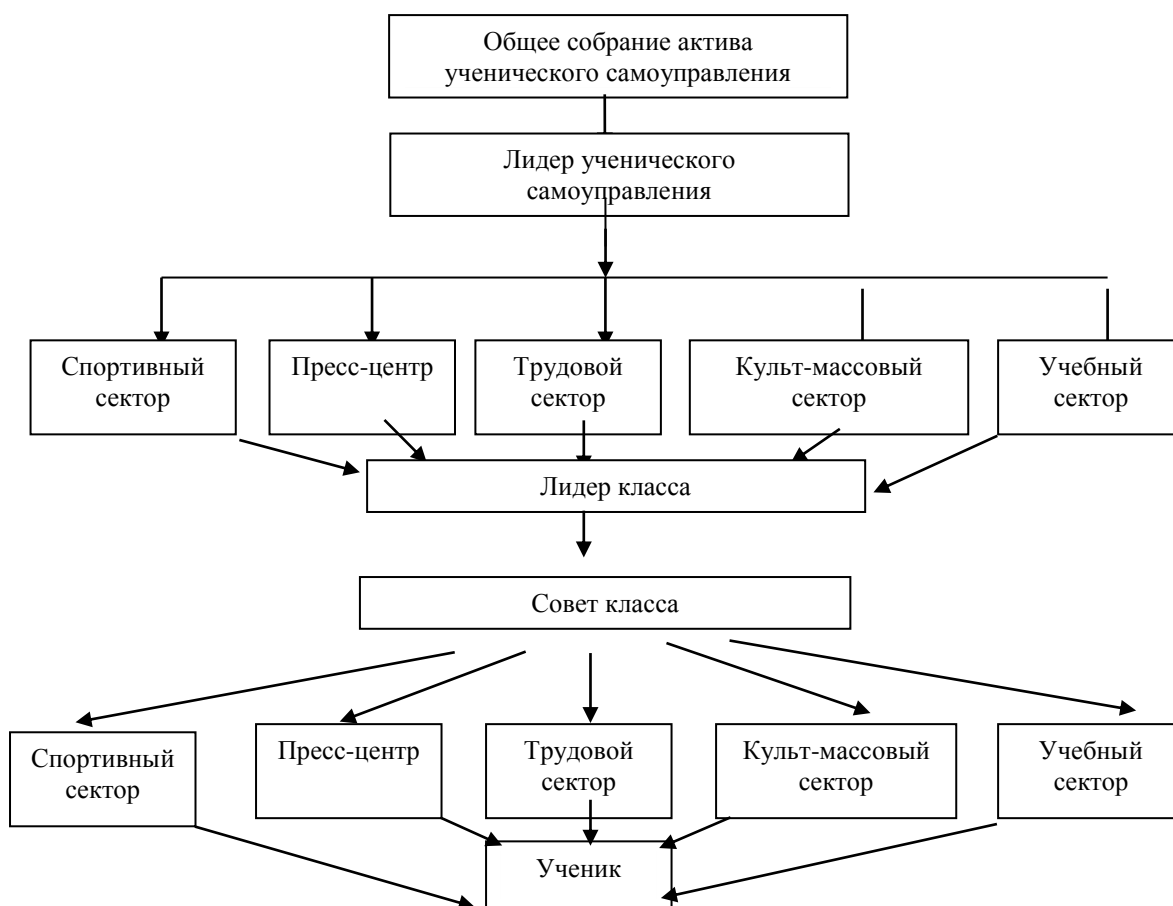 Общее собрание актива
ученического самоуправления
Лидер ученического
самоуправления
Спортивный
сектор
Пресс-центр
Трудовой
сектор
Культ-массовый
сектор
Учебный
сектор
Лидер класса
Совет класса
Спортивный
сектор
Пресс-центр
Трудовой
сектор
Культ-массовый
сектор
Учебный
сектор
Ученик